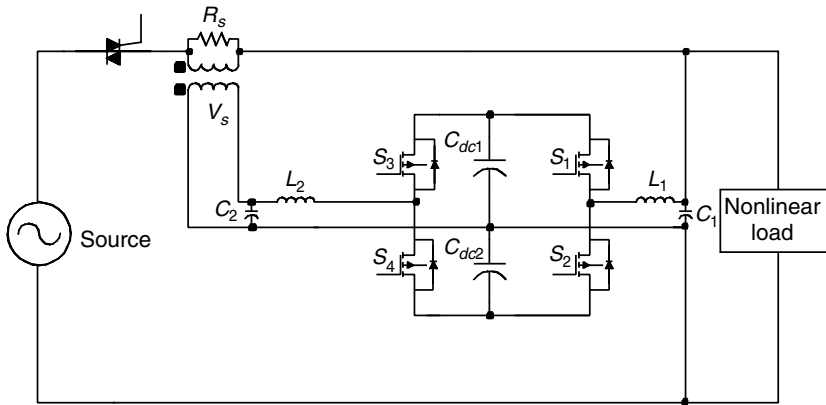 R_s
V_s
C_dc1
S_3
S_1
L_2
L_1
C_2
C_1
Nonlinear
load
Source
C_dc2
S_4
S_2